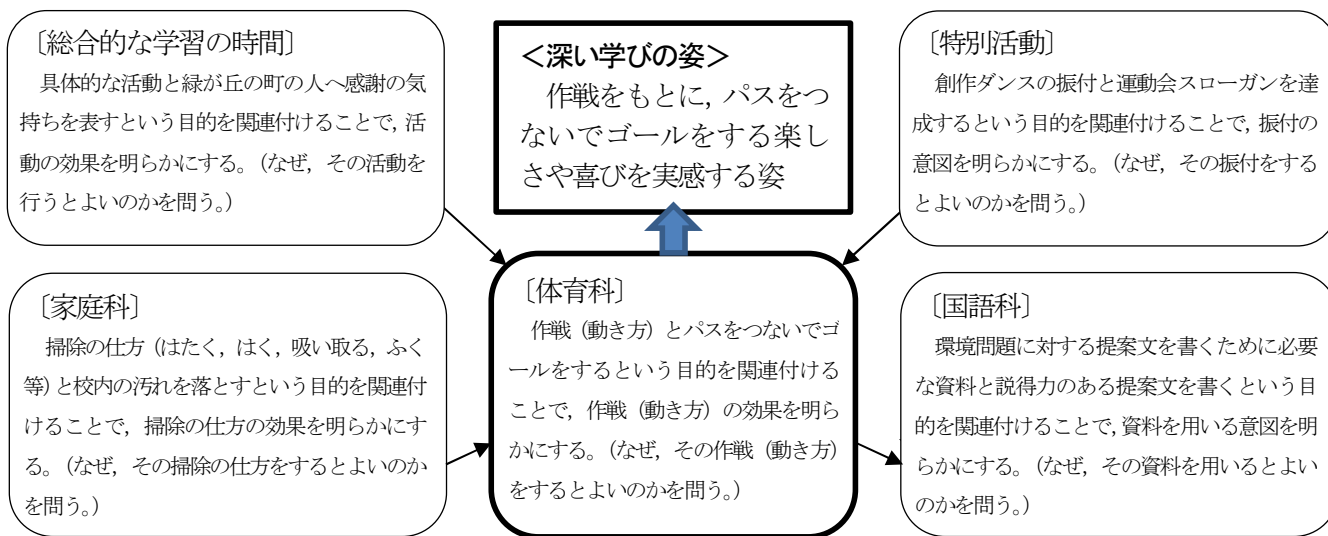 〔総合的な学習の時間〕
具体的な活動と緑が丘の町の人へ感謝の気
持ちを表すという目的を関連付けることで，活
動の効果を明らかにする。（なぜ，その活動を
行うとよいのかを問う。）
＜深い学びの姿＞
作戦をもとに，パスをつ
ないでゴールをする楽し
さや喜びを実感する姿
〔特別活動〕
創作ダンスの振付と運動会スローガンを達
成するという目的を関連付けることで，振付の
意図を明らかにする。（なぜ，その振付をする
とよいのかを問う。）
〔家庭科〕
掃除の仕方（はたく，はく，吸い取る，ふく
等）と校内の汚れを落とすという目的を関連付
けることで，掃除の仕方の効果を明らかにす
る。（なぜ，その掃除の仕方をするとよいのか
を問う。）
〔体育科〕
作戦（動き方）とパスをつないでゴ
ールをするという目的を関連付ける
ことで，作戦（動き方）の効果を明ら
かにする。（なぜ，その作戦（動き方）
をするとよいのかを問う。）
〔国語科〕
環境問題に対する提案文を書くために必要
な資料と説得力のある提案文を書くという目
的を関連付けることで，資料を用いる意図を明
らかにする。（なぜ，その資料を用いるとよい
のかを問う。）